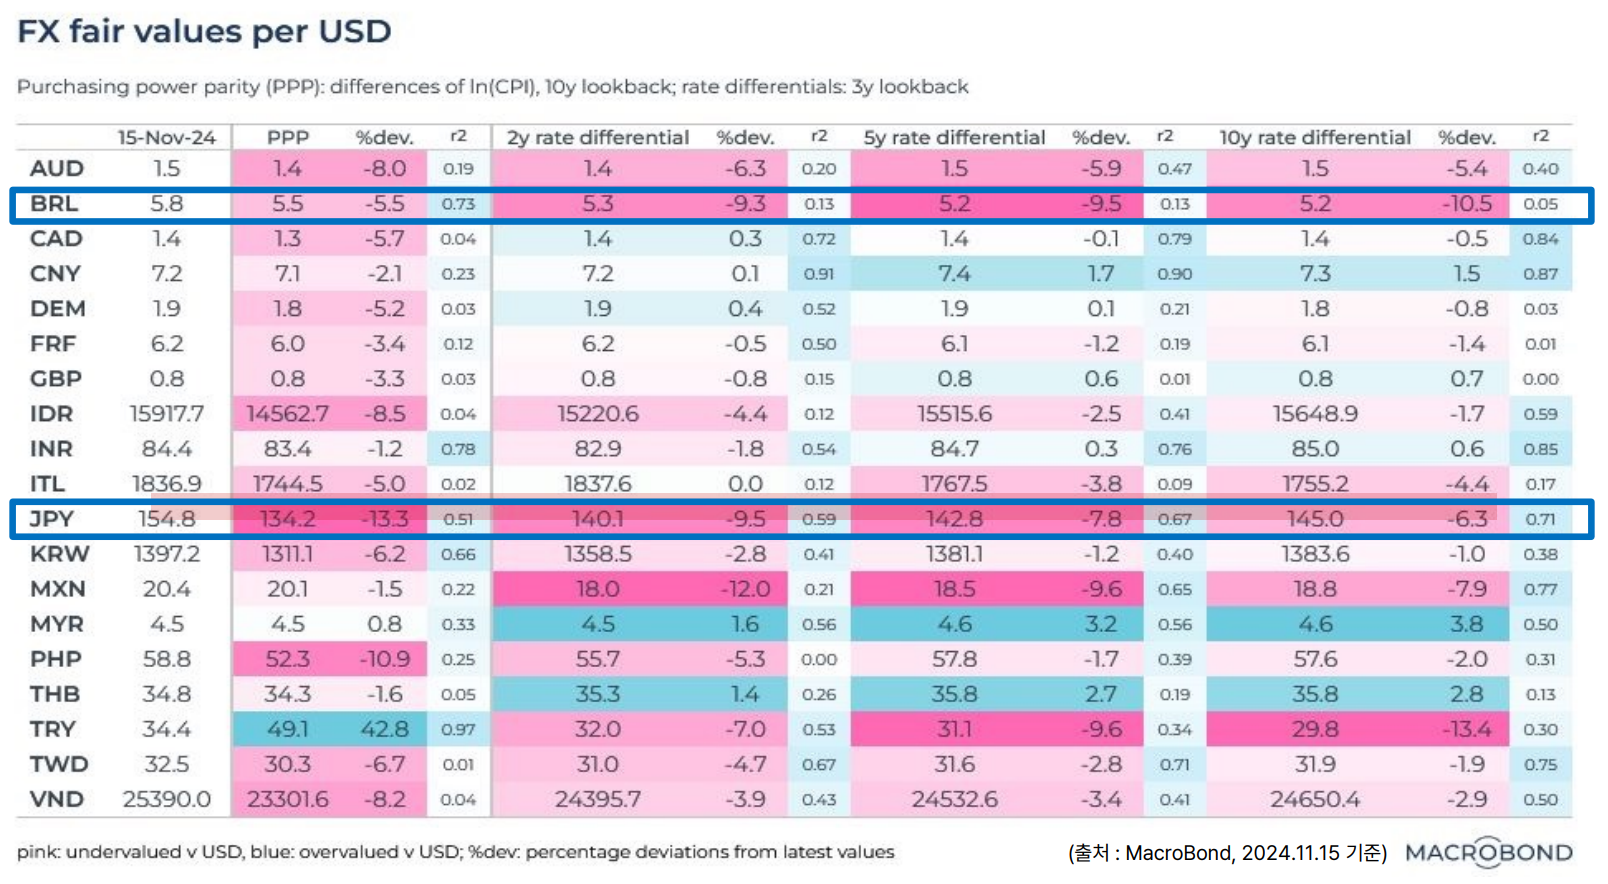 FX fair values per USD
Purchasing power parity (PPP): differences of ln(CPI), 10y lookback; rate differentials: 3y lookback
15-Nov-24 PPP %dev. r2 2y rate differential %dev. r2 5y rate differential %dev. r2 10y rate differential %dev. r2
AUD 1.5 1.4 -8.0 0.19 1.4 -6.3 0.20 1.5 -5.9 0.47 1.5 -5.4 0.40
BRL 5.8 5.5 -5.5 0.73 5.3 -9.3 0.13 5.2 -9.5 0.13 5.2 -10.5 0.05
CAD 1.4 1.3 -5.7 0.04 1.4 0.3 0.72 1.4 -0.1 0.79 1.4 -0.5 0.84
CNY 7.2 7.1 -2.1 0.23 7.2 0.1 0.91 7.4 1.7 0.90 7.3 1.5 0.87
DEM 1.9 1.8 -5.2 0.03 1.9 0.4 0.52 1.9 0.1 0.21 1.8 -0.8 0.03
FRF 6.2 6.0 -3.4 0.12 6.2 -0.5 0.50 6.1 -1.2 0.19 6.1 -1.4 0.01
GBP 0.8 0.8 -3.3 0.03 0.8 -0.8 0.15 0.8 0.6 0.01 0.8 0.7 0.00
IDR 15917.7 14562.7 -8.5 0.04 15220.6 -4.4 0.12 15515.6 -2.5 0.41 15648.9 -1.7 0.59
INR 84.4 83.4 -1.2 0.78 82.9 -1.8 0.54 84.7 0.3 0.76 85.0 0.6 0.85
ITL 1836.9 1744.5 -5.0 0.02 1837.6 0.0 0.12 1767.5 -3.8 0.09 1755.2 -4.4 0.17
JPY 154.8 134.2 -13.3 0.51 140.1 -9.5 0.59 142.8 -7.8 0.67 145.0 -6.3 0.71
KRW 1397.2 1311.1 -6.2 0.66 1358.5 -2.8 0.41 1381.1 -1.2 0.40 1383.6 -1.0 0.38
MXN 20.4 20.1 -1.5 0.22 18.0 -12.0 0.21 18.5 -9.6 0.65 18.8 -7.9 0.77
MYR 4.5 4.5 0.8 0.33 4.5 1.6 0.56 4.6 3.2 0.56 4.6 3.8 0.50
PHP 58.8 52.3 -10.9 0.25 55.7 -5.3 0.00 57.8 -1.7 0.39 57.6 -2.0 0.31
THB 34.8 34.3 -1.6 0.05 35.3 1.4 0.26 35.8 2.7 0.19 35.8 2.8 0.13
TRY 34.4 49.1 42.8 0.97 32.0 -7.0 0.53 31.1 -9.6 0.34 29.8 -13.4 0.30
TWD 32.5 30.3 -6.7 0.01 31.0 -4.7 0.67 31.6 -2.8 0.71 31.9 -1.9 0.75
VND 25390.0 23301.6 -8.2 0.04 24395.7 -3.9 0.43 24532.6 -3.4 0.41 24650.4 -2.9 0.50
pink: undervalued v USD, blue: overvalued v USD; %dev: percentage deviations from latest values (출처 : MacroBond, 2024.11.15 기준) MACROBOND